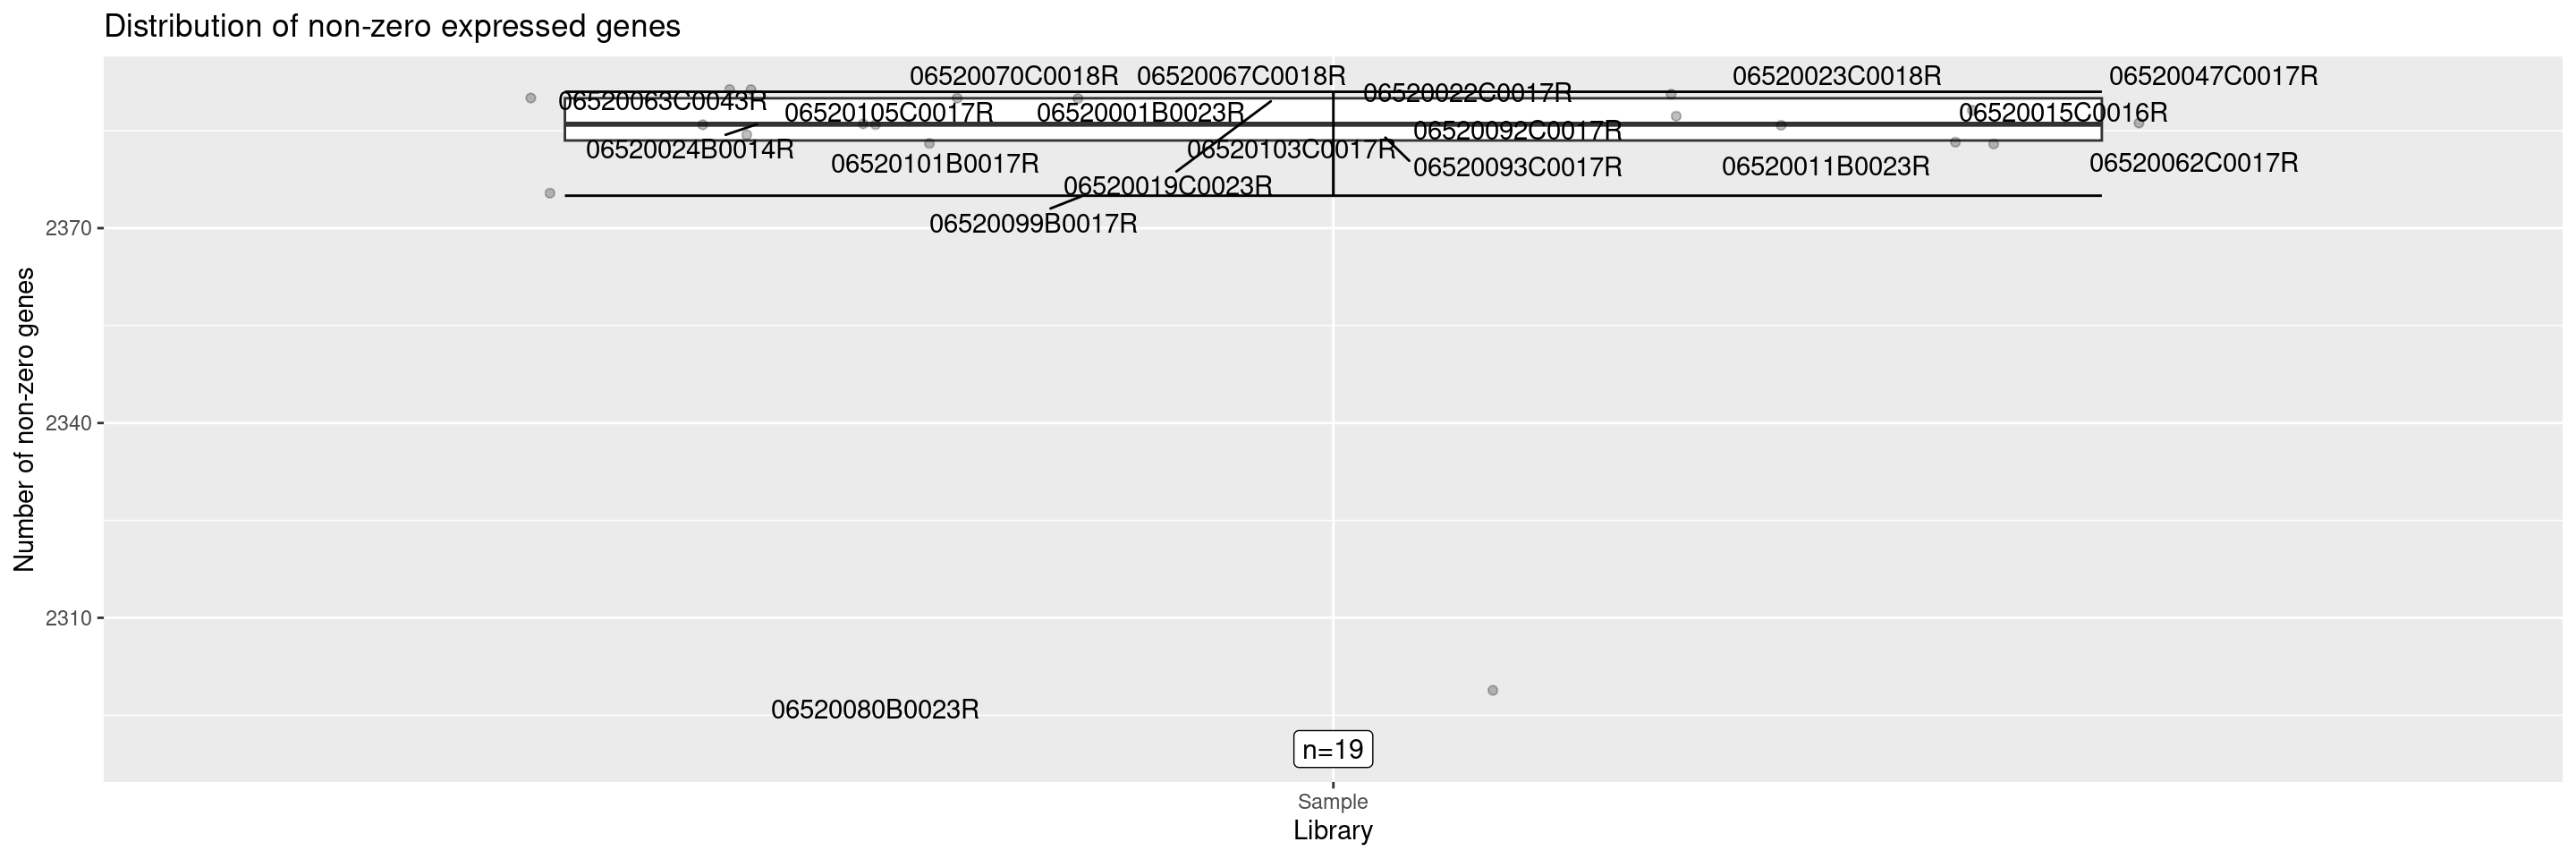 Distribution of non-zero expressed genes
06520070C0018R
06520067C0018R
06520023C0018R
06520047C0017R
06520063C0043R
06520022C0017R
06520105C0017R
06520001B0023R
06520015C0016R
06520092C0017R
06520024B0014R
06520103C0017R
06520101B0017R
06520093C0017R
06520011B0023R
06520062C0017R
06520019C0023R
06520099B0017R
2370
2340
2310
Number of non-zero genes
06520080B0023R
n=19
Sample
Library